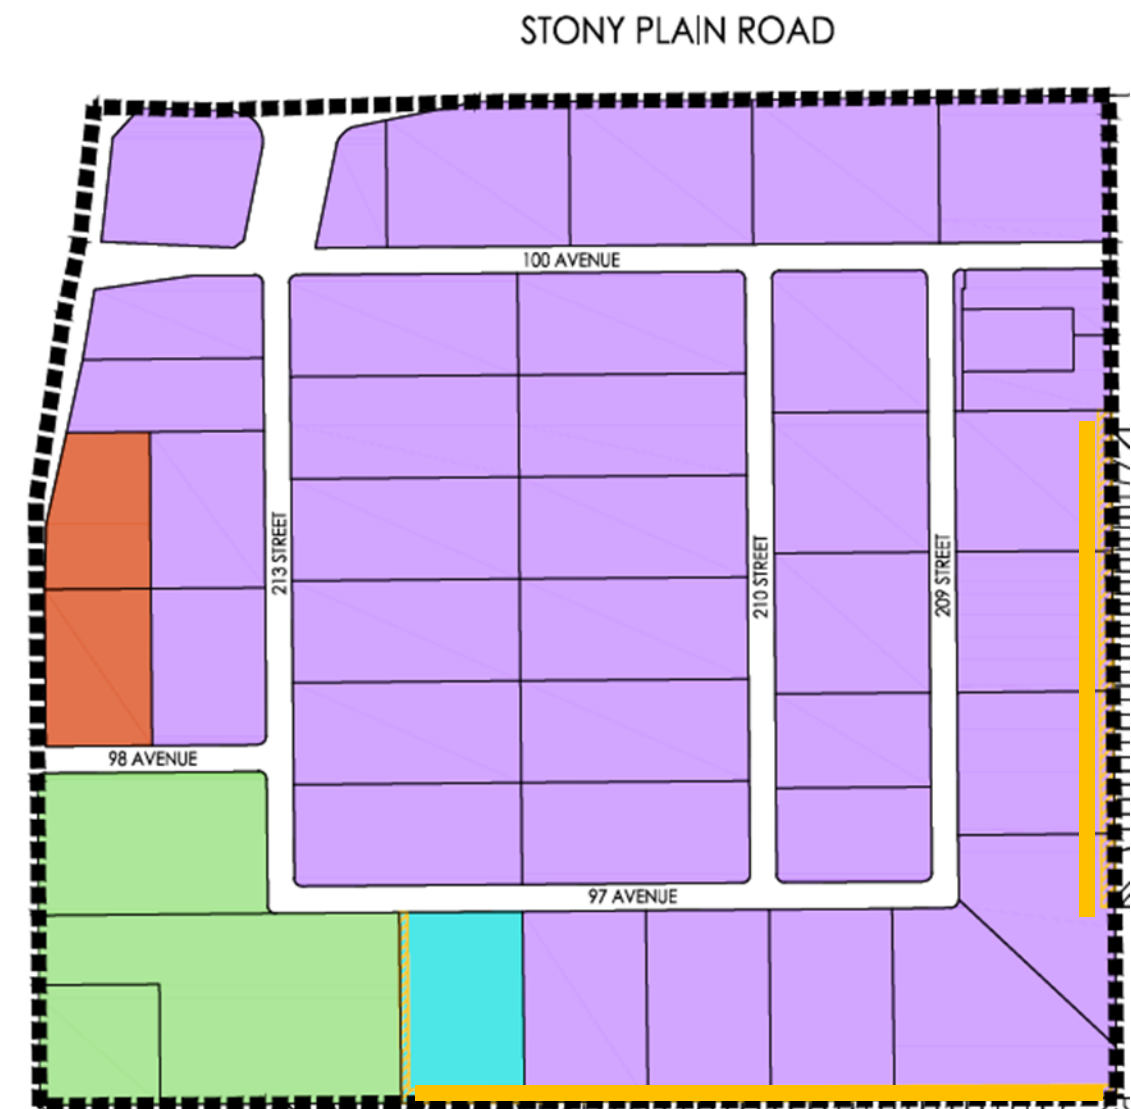 STONY PLAIN ROAD
100 AVENUE
213 STREET
210 STREET
209 STREET
98 AVENUE
97 AVENUE